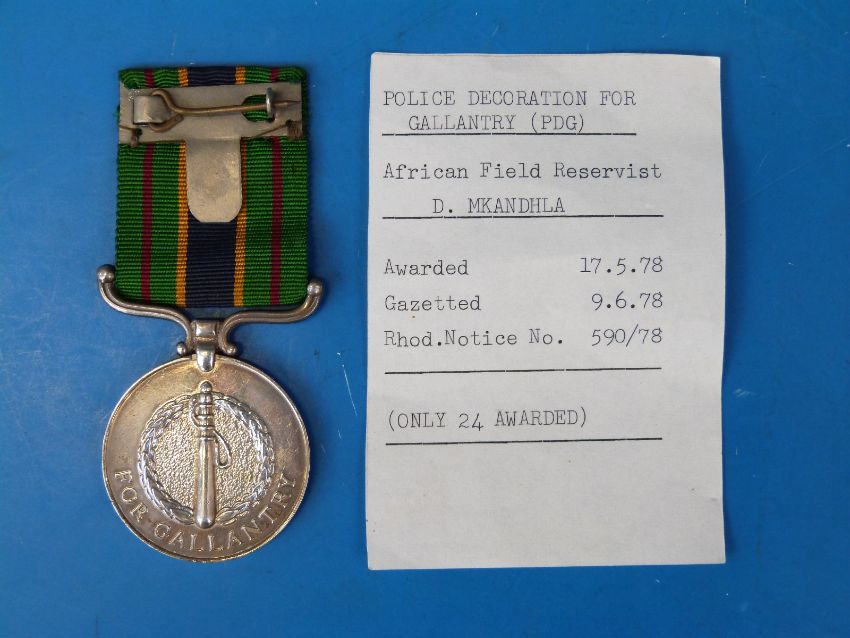 FOR GALLANTRY
POLICE DECORATION FOR
GALLANTRY (PDG)
African Field Reservist
D. MKANDHLA
Awarded 17.5.78
Gazetted 9.6.78
Rhod.Notice No. 590/78
(ONLY 24 AWARDED)